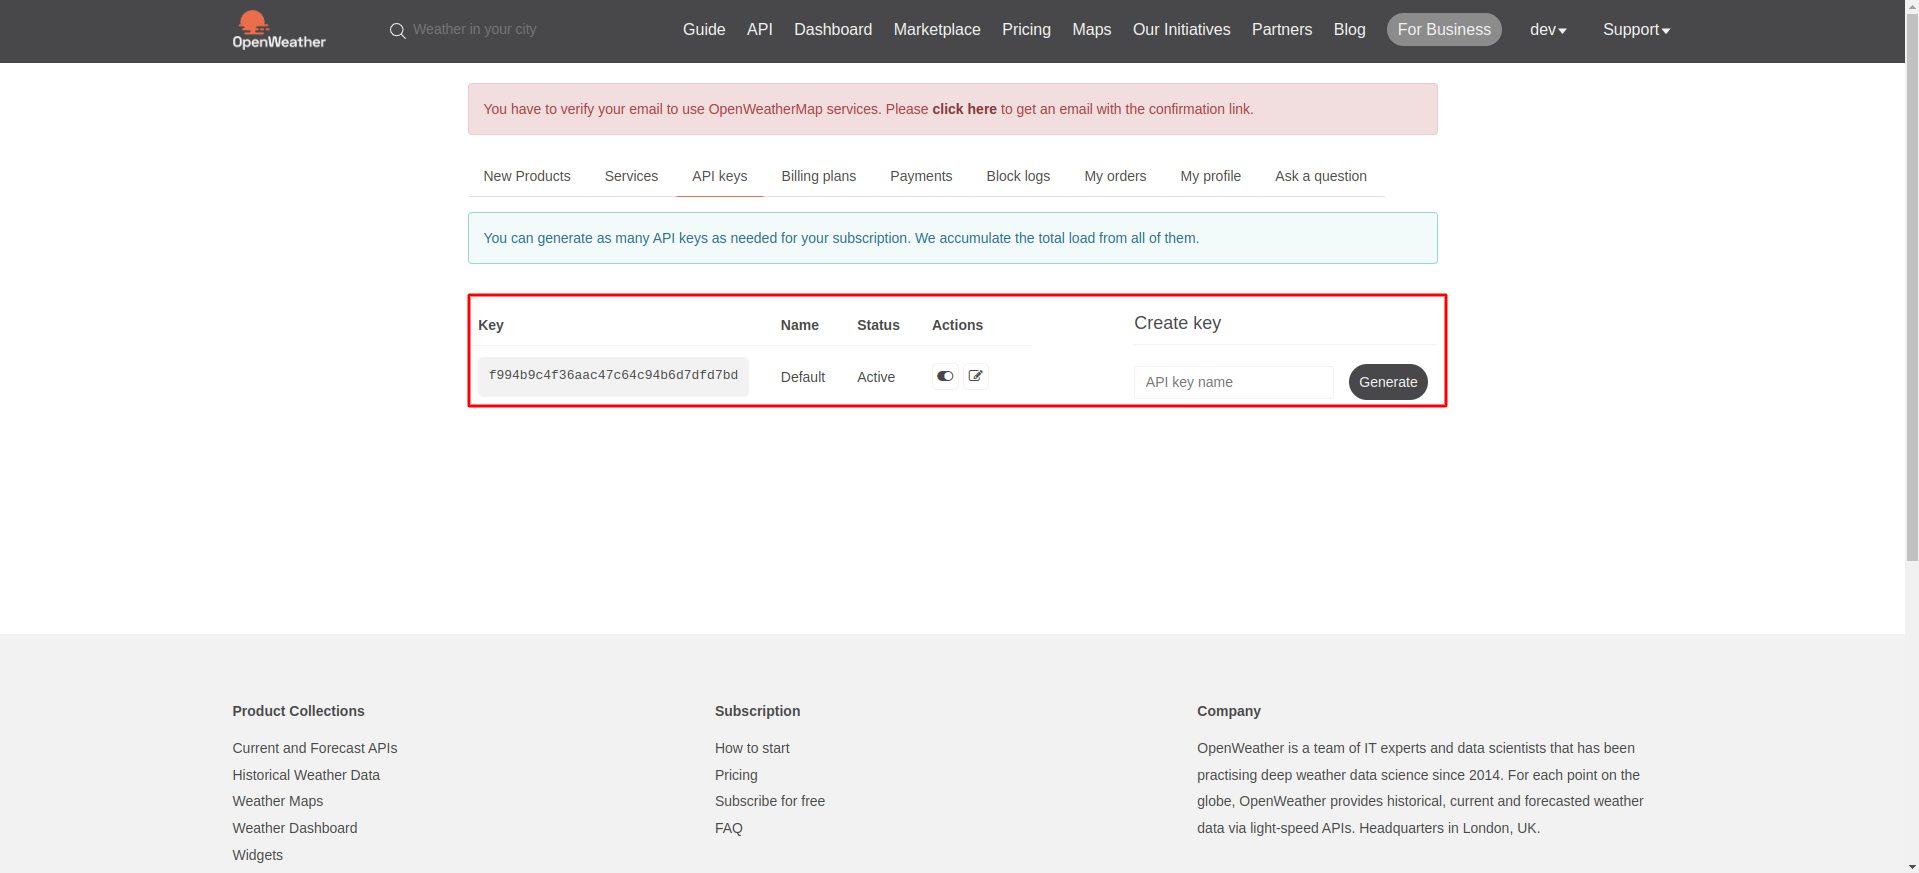 OpenWeather
Weather in your city
Guide API Dashboard Marketplace Pricing Maps Our Initiatives Partners Blog For Business dev Support
You have to verify your email to use OpenWeatherMap services. Please click here to get an email with the confirmation link.
New Products Services API keys Billing plans Payments Block logs My orders My profile Ask a question
You can generate as many API keys as needed for your subscription. We accumulate the total load from all of them.
Key Name Status Actions
f994b9c4f36aac47c64c94b6d7dfd7bd Default Active
Create key
API key name Generate
Product Collections
Current and Forecast APIs
Historical Weather Data
Weather Maps
Weather Dashboard
Widgets
Subscription
How to start
Pricing
Subscribe for free
FAQ
Company
OpenWeather is a team of IT experts and data scientists that has been
practising deep weather data science since 2014. For each point on the
globe, OpenWeather provides historical, current and forecasted weather
data via light-speed APIs. Headquarters in London, UK.